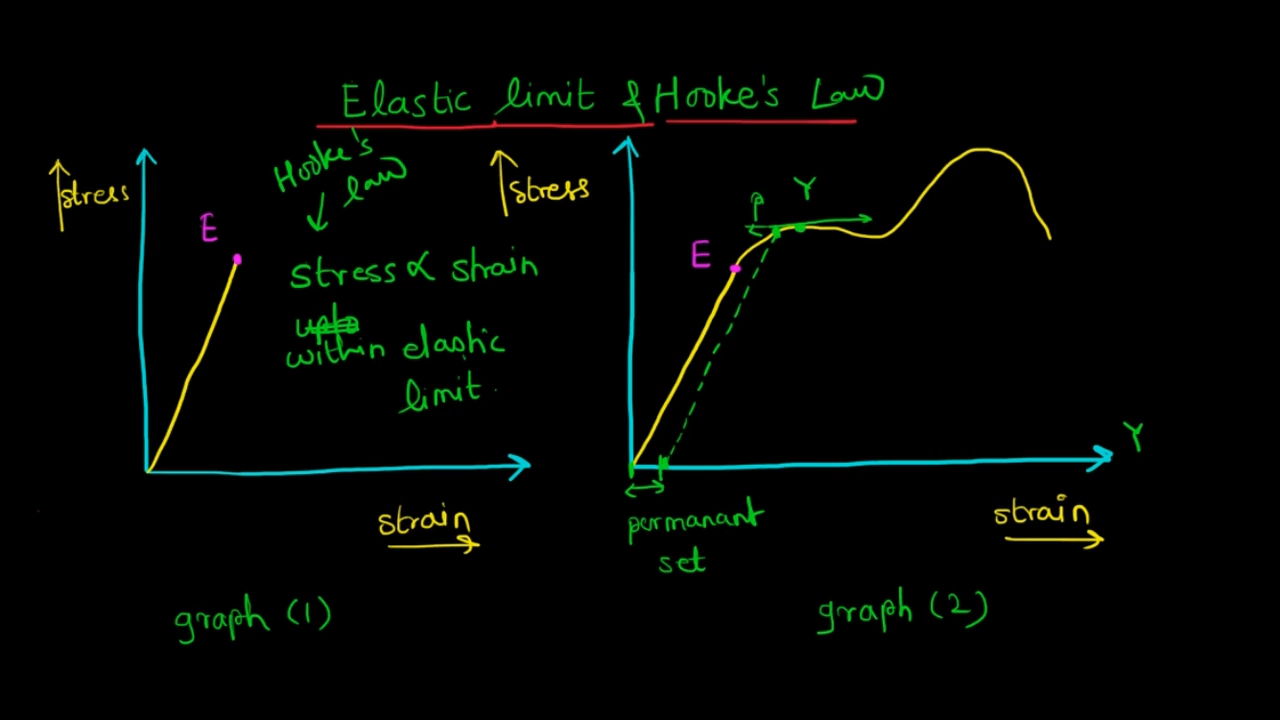 Elastic limit & Hooke's Law
Hooke's
law
stress
E
stress ∝ strain
upto
within elastic
limit.
strain
graph (1)
stress
E
P
Y
Y
strain
permanant
set
graph (2)